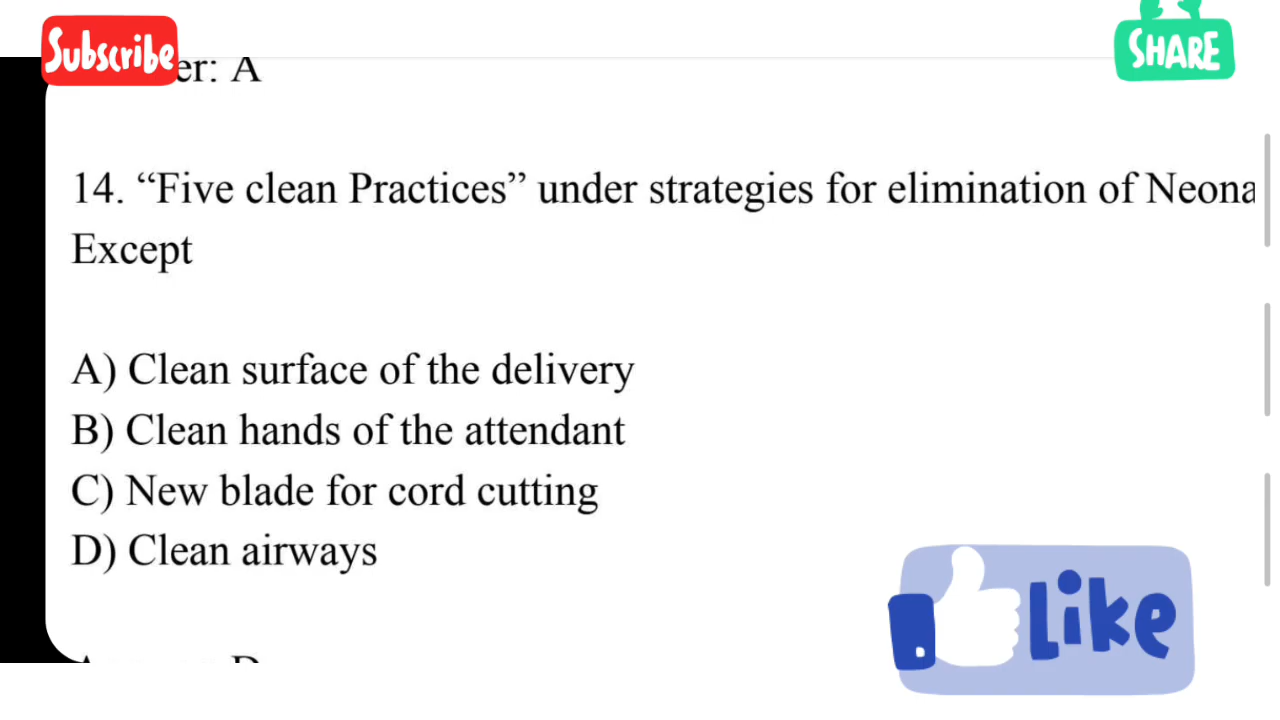 Subscribe
SHARE
er: A
14. “Five clean Practices” under strategies for elimination of Neona
Except
A) Clean surface of the delivery
B) Clean hands of the attendant
C) New blade for cord cutting
D) Clean airways
Like